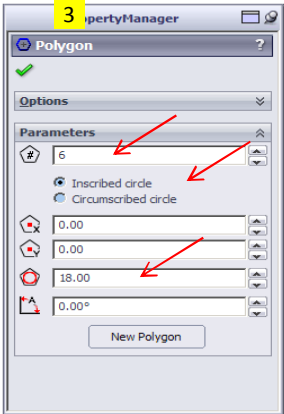 3
opertyManager
Polygon ?
Options
Parameters
# 6
Inscribed circle
Circumscribed circle
x 0.00
Y 0.00
18.00
A 0.00°
New Polygon